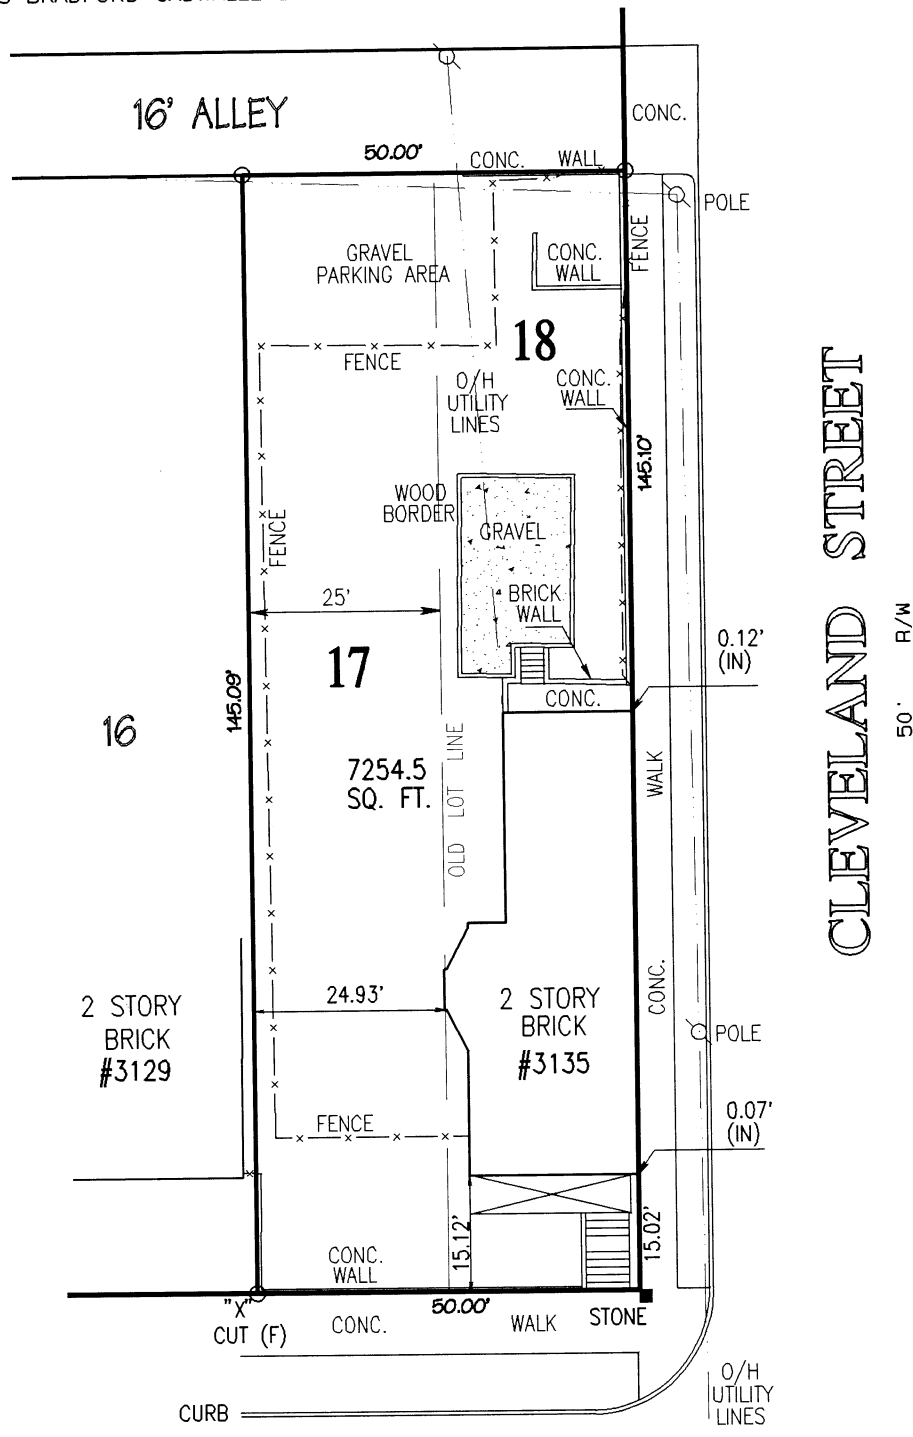 16' ALLEY
CONC.
50.00'
CONC. WALL
POLE
FENCE
GRAVEL
PARKING AREA
CONC.
WALL
18
FENCE
O/H
UTILITY
LINES
CONC.
WALL
145.10'
CLEVELAND STREET
50' R/W
WOOD
BORDER
GRAVEL
FENCE
25'
BRICK
WALL
0.12'
(IN)
17
CONC.
145.09'
16
7254.5
SQ. FT.
OLD LOT LINE
CONC. WALK
2 STORY
BRICK
#3129
24.93'
2 STORY
BRICK
#3135
POLE
FENCE
0.07'
(IN)
15.12'
15.02'
CONC.
WALL
"X"
CUT (F)
50.00'
STONE
CONC. WALK
O/H
UTILITY
LINES
CURB